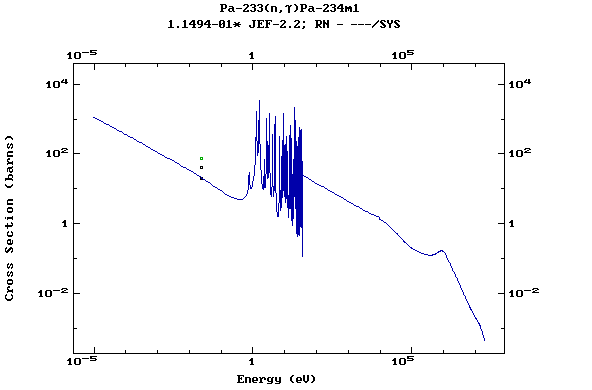 Pa-233(n,γ)Pa-234m1
1.1494-01* JEF-2.2; RN - ---/SYS
10-5 1 105
104 104
102 102
1 1
10-2 10-2
10-5 1 105
Cross Section (barns)
Energy (eV)